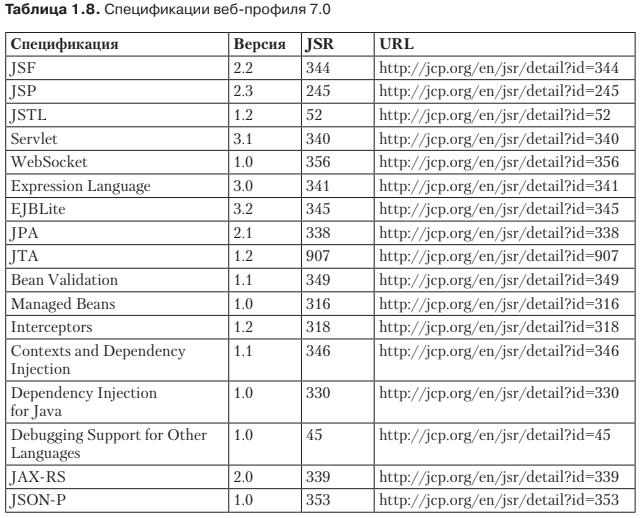 Таблица 1.8. Спецификации веб-профиля 7.0
Спецификация Версия JSR URL
JSF 2.2 344 http://jcp.org/en/jsr/detail?id=344
JSP 2.3 245 http://jcp.org/en/jsr/detail?id=245
JSTL 1.2 52 http://jcp.org/en/jsr/detail?id=52
Servlet 3.1 340 http://jcp.org/en/jsr/detail?id=340
WebSocket 1.0 356 http://jcp.org/en/jsr/detail?id=356
Expression Language 3.0 341 http://jcp.org/en/jsr/detail?id=341
EJBLite 3.2 345 http://jcp.org/en/jsr/detail?id=345
JPA 2.1 338 http://jcp.org/en/jsr/detail?id=338
JTA 1.2 907 http://jcp.org/en/jsr/detail?id=907
Bean Validation 1.1 349 http://jcp.org/en/jsr/detail?id=349
Managed Beans 1.0 316 http://jcp.org/en/jsr/detail?id=316
Interceptors 1.2 318 http://jcp.org/en/jsr/detail?id=318
Contexts and Dependency 1.1 346 http://jcp.org/en/jsr/detail?id=346
Injection
Dependency Injection 1.0 330 http://jcp.org/en/jsr/detail?id=330
for Java
Debugging Support for Other 1.0 45 http://jcp.org/en/jsr/detail?id=45
Languages
JAX-RS 2.0 339 http://jcp.org/en/jsr/detail?id=339
JSON-P 1.0 353 http://jcp.org/en/jsr/detail?id=353